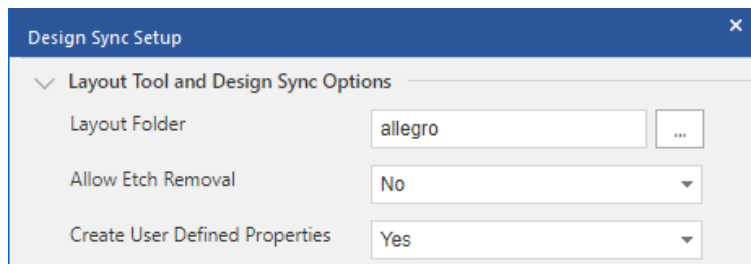 Design Sync Setup
Layout Tool and Design Sync Options
Layout Folder allegro ...
Allow Etch Removal No
Create User Defined Properties Yes